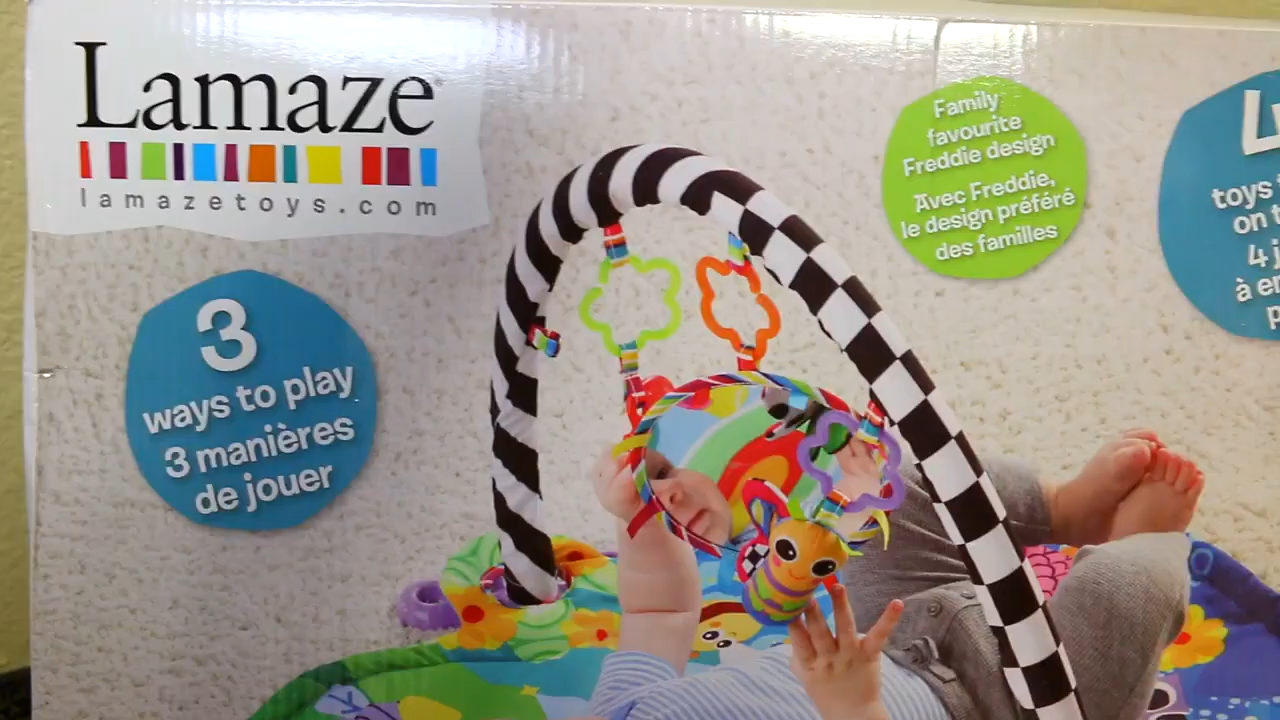 Lamaze
lamazetoys.com
3
ways to play
3 manières
de jouer
Family
favourite
Freddie design
Avec Freddie,
le design préféré
des familles
toys
on
4
à